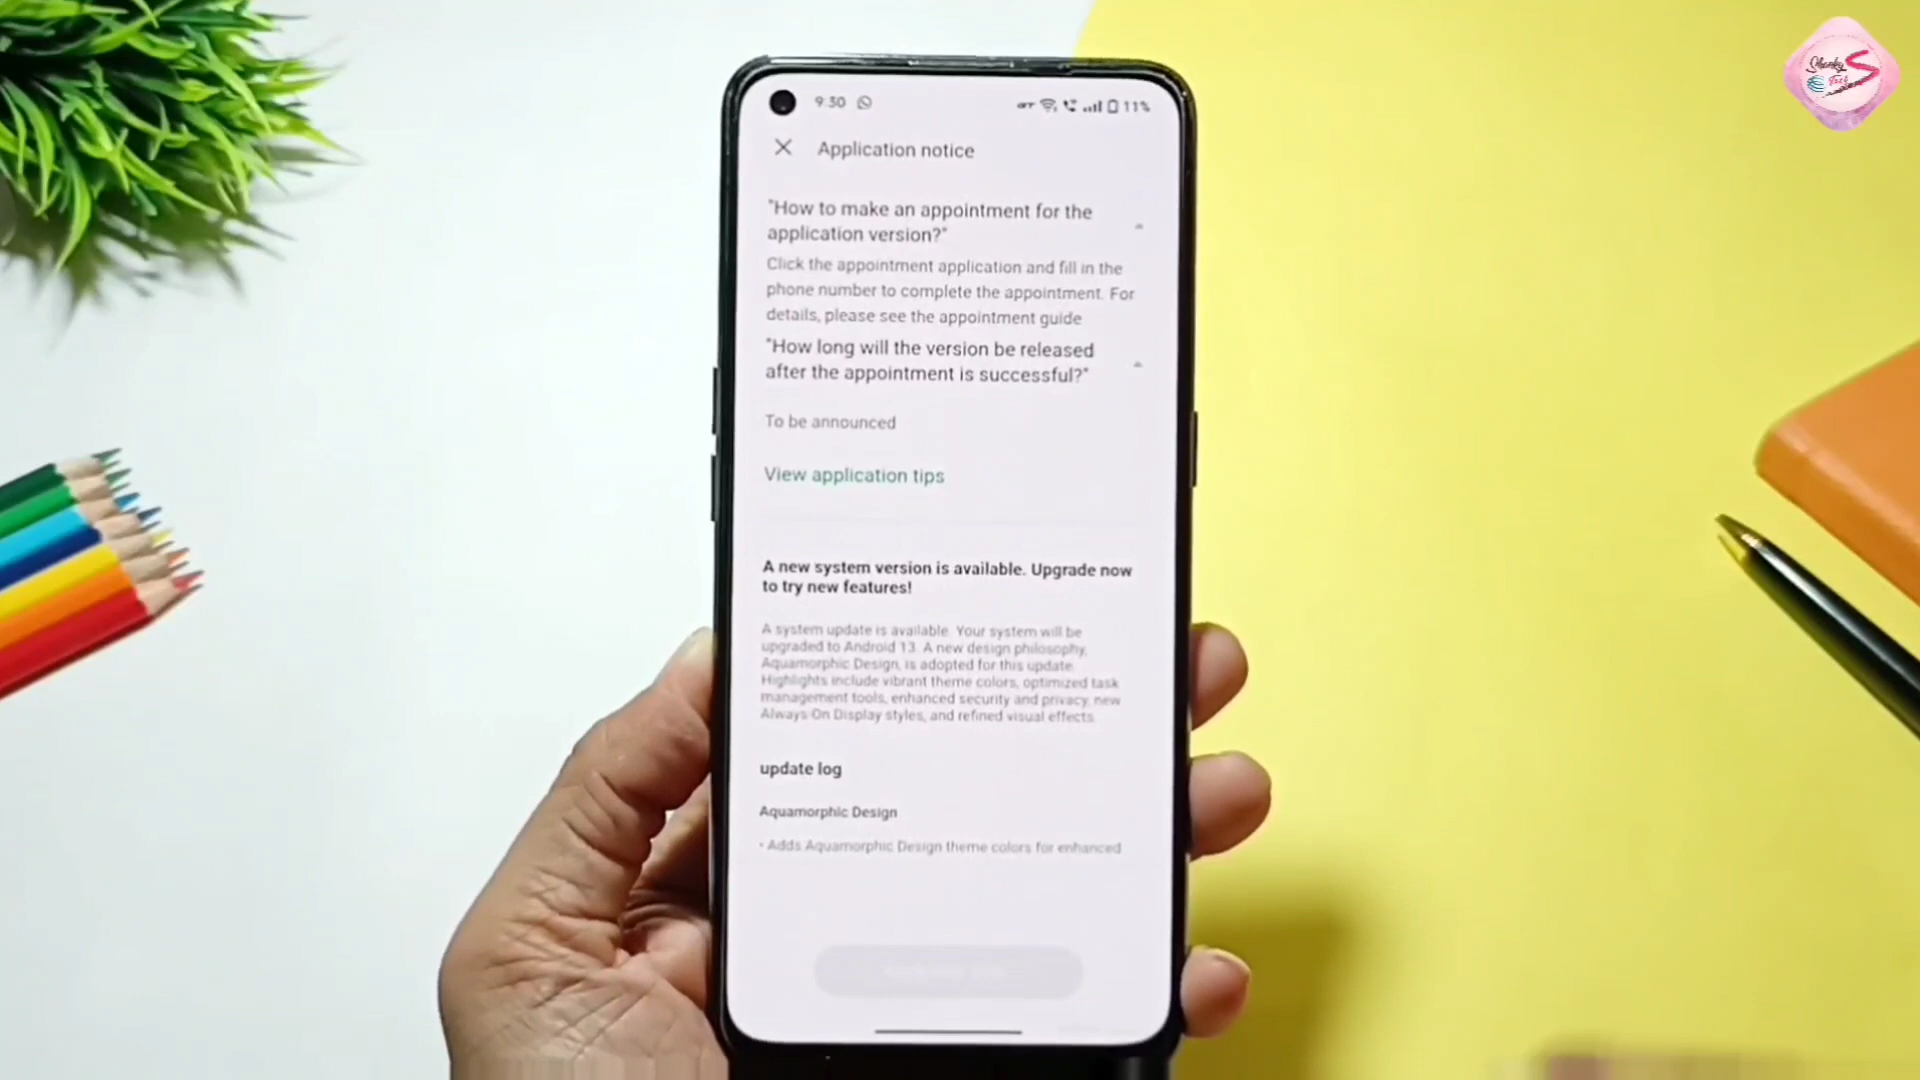 9:30
11%
Application notice
"How to make an appointment for the
application version?"
Click the appointment application and fill in the
phone number to complete the appointment. For
details, please see the appointment guide
"How long will the version be released
after the appointment is successful?"
To be announced
View application tips
A new system version is available. Upgrade now
to try new features!
A system update is available. Your system will be
upgraded to Android 13. A new design philosophy,
Aquamorphic Design, is adopted for this update.
Highlights include vibrant theme colors, optimized task
management tools, enhanced security and privacy, new
Always-On Display styles, and refined visual effects.
update log
Aquamorphic Design
• Adds Aquamorphic Design theme colors for enhanced